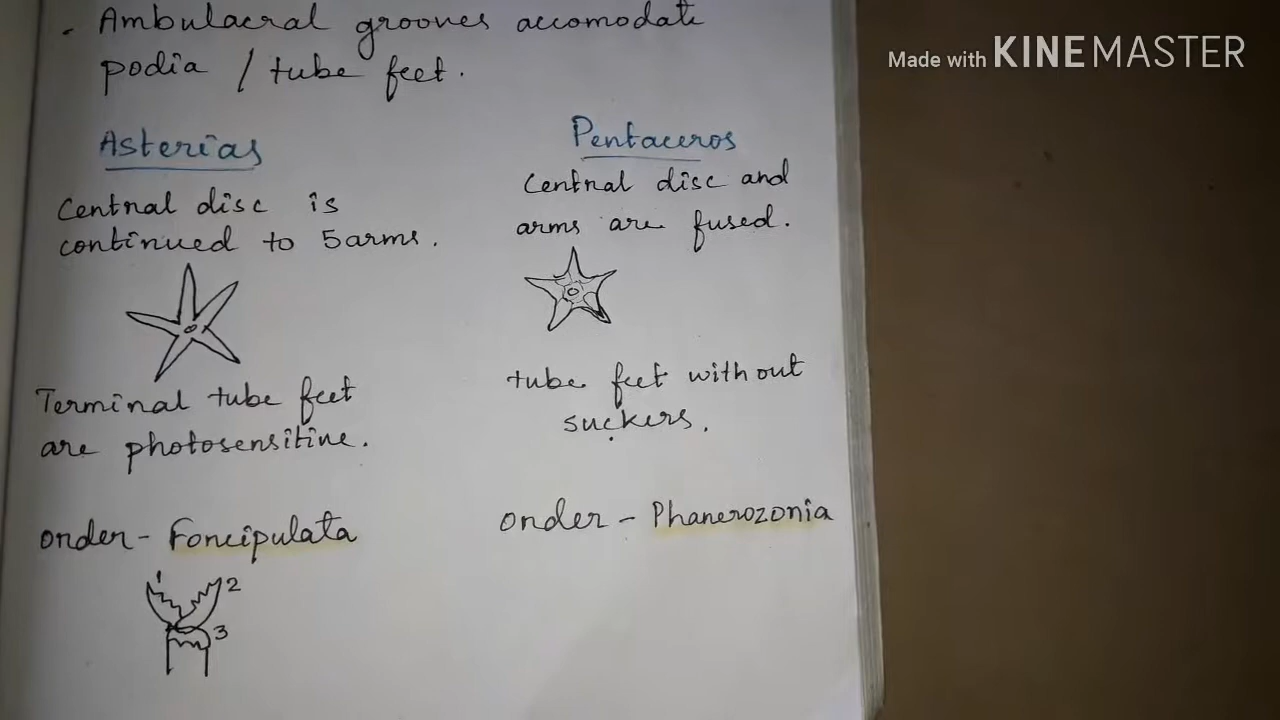 . Ambulacral grooves accomodate
podia / tube feet.
Made with KINEMASTER
Asterias
Central disc is
continued to 5 arms.
Terminal tube feet
are photosensitive.
Order - Forcipulata
1
2
3
Pentaceros
Central disc and
arms are fused.
tube feet without
suckers.
Order - Phanerozonia